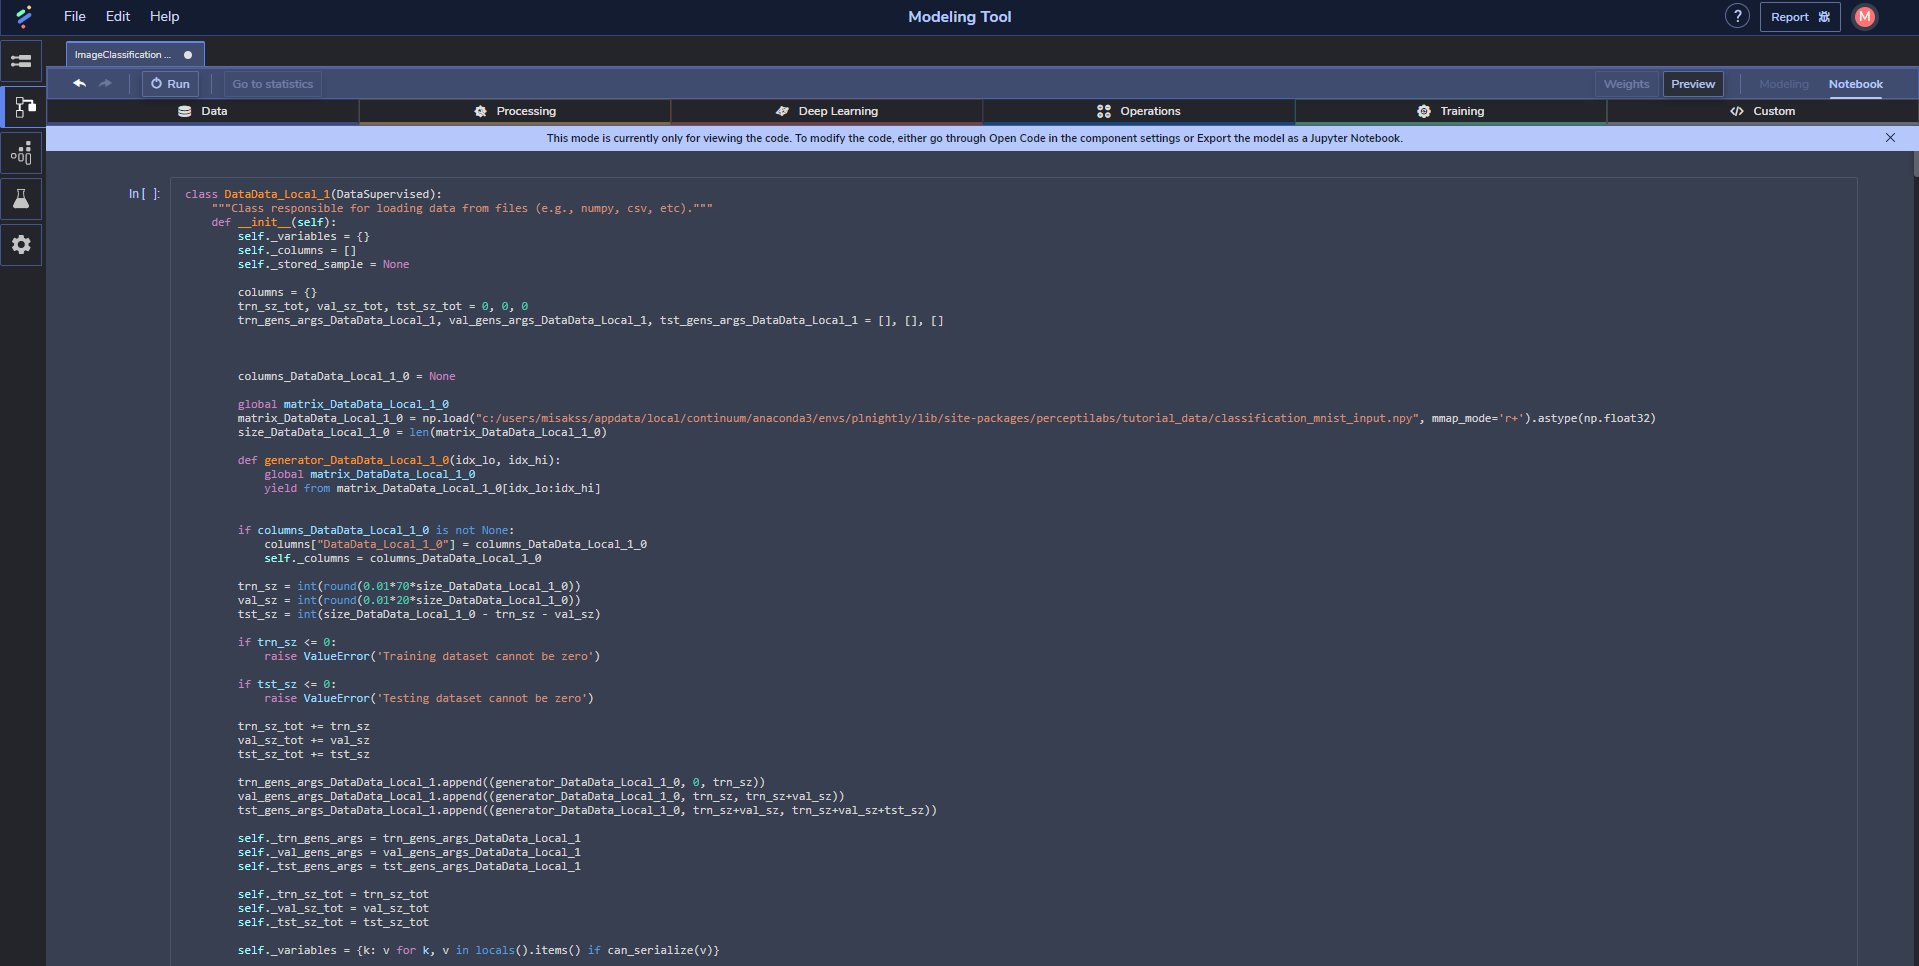 File Edit Help
Modeling Tool
? Report M
ImageClassification ...
Run Go to statistics Weights Preview Modeling Notebook
Data Processing Deep Learning Operations Training Custom
This mode is currently only for viewing the code. To modify the code, either go through Open Code in the component settings or Export the model as a Jupyter Notebook.
In [ ]:
class DataData_Local_1(DataSupervised):
    """Class responsible for loading data from files (e.g., numpy, csv, etc)."""
    def __init__(self):
        self._variables = {}
        self._columns = []
        self._stored_sample = None
        columns = {}
        trn_sz_tot, val_sz_tot, tst_sz_tot = 0, 0, 0
        trn_gens_args_DataData_Local_1, val_gens_args_DataData_Local_1, tst_gens_args_DataData_Local_1 = [], [], []
        columns_DataData_Local_1_0 = None
        global matrix_DataData_Local_1_0
        matrix_DataData_Local_1_0 = np.load("c:/users/misakss/appdata/local/continuum/anaconda3/envs/plnightly/lib/site-packages/perceptilabs/tutorial_data/classification_mnist_input.npy", mmap_mode='r+').astype(np.float32)
        size_DataData_Local_1_0 = len(matrix_DataData_Local_1_0)
        def generator_DataData_Local_1_0(idx_lo, idx_hi):
            global matrix_DataData_Local_1_0
            yield from matrix_DataData_Local_1_0[idx_lo:idx_hi]
        if columns_DataData_Local_1_0 is not None:
            columns["DataData_Local_1_0"] = columns_DataData_Local_1_0
            self._columns = columns_DataData_Local_1_0
        trn_sz = int(round(0.01*70*size_DataData_Local_1_0))
        val_sz = int(round(0.01*20*size_DataData_Local_1_0))
        tst_sz = int(size_DataData_Local_1_0 - trn_sz - val_sz)
        if trn_sz <= 0:
            raise ValueError('Training dataset cannot be zero')
        if tst_sz <= 0:
            raise ValueError('Testing dataset cannot be zero')
        trn_sz_tot += trn_sz
        val_sz_tot += val_sz
        tst_sz_tot += tst_sz
        trn_gens_args_DataData_Local_1.append((generator_DataData_Local_1_0, 0, trn_sz))
        val_gens_args_DataData_Local_1.append((generator_DataData_Local_1_0, trn_sz, trn_sz+val_sz))
        tst_gens_args_DataData_Local_1.append((generator_DataData_Local_1_0, trn_sz+val_sz, trn_sz+val_sz+tst_sz))
        self._trn_gens_args = trn_gens_args_DataData_Local_1
        self._val_gens_args = val_gens_args_DataData_Local_1
        self._tst_gens_args = tst_gens_args_DataData_Local_1
        self._trn_sz_tot = trn_sz_tot
        self._val_sz_tot = val_sz_tot
        self._tst_sz_tot = tst_sz_tot
        self._variables = {k: v for k, v in locals().items() if can_serialize(v)}